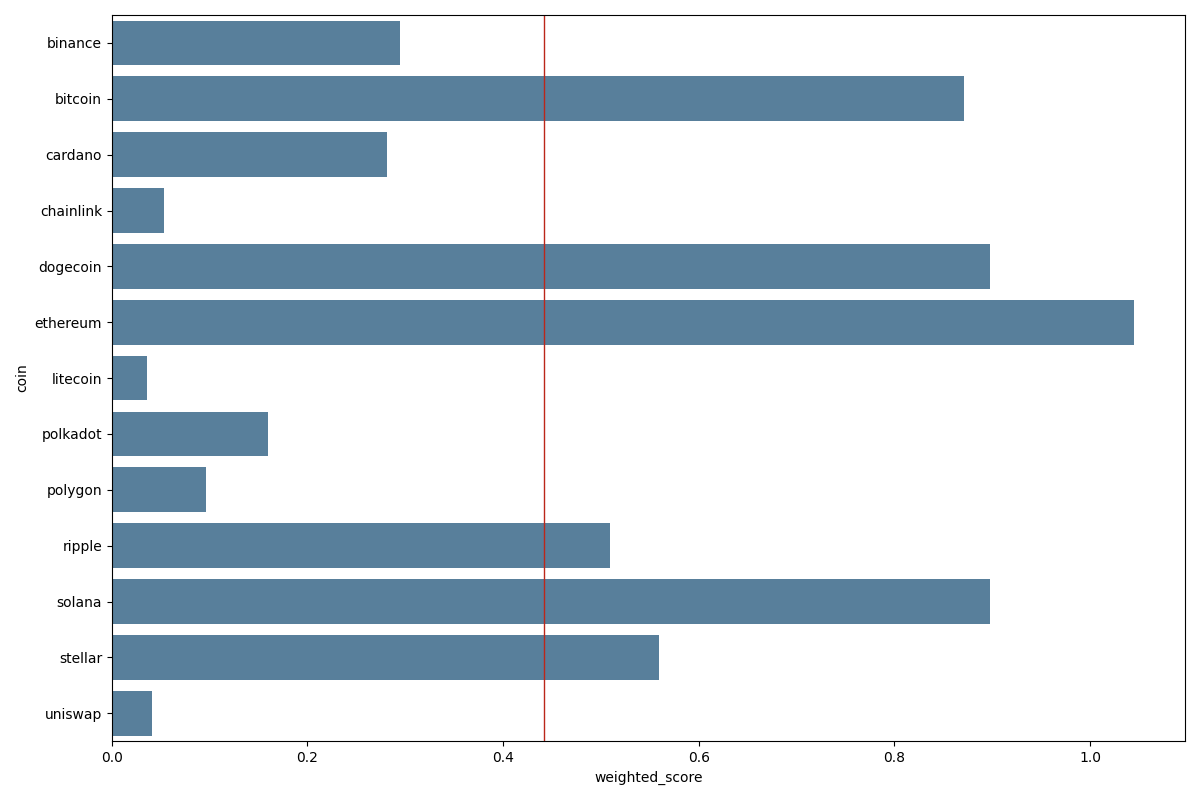 binance
bitcoin
cardano
chainlink
dogecoin
ethereum
litecoin
polkadot
polygon
ripple
solana
stellar
uniswap
coin
0.0 0.2 0.4 0.6 0.8 1.0
weighted_score